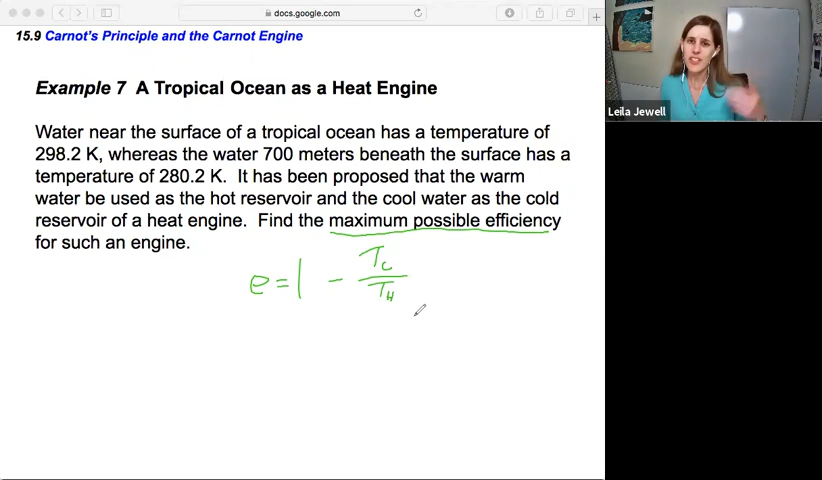 docs.google.com
15.9 Carnot's Principle and the Carnot Engine
Example 7 A Tropical Ocean as a Heat Engine
Water near the surface of a tropical ocean has a temperature of
298.2 K, whereas the water 700 meters beneath the surface has a
temperature of 280.2 K. It has been proposed that the warm
water be used as the hot reservoir and the cool water as the cold
reservoir of a heat engine. Find the maximum possible efficiency
for such an engine.
e = 1 - T_C / T_H
Leila Jewell